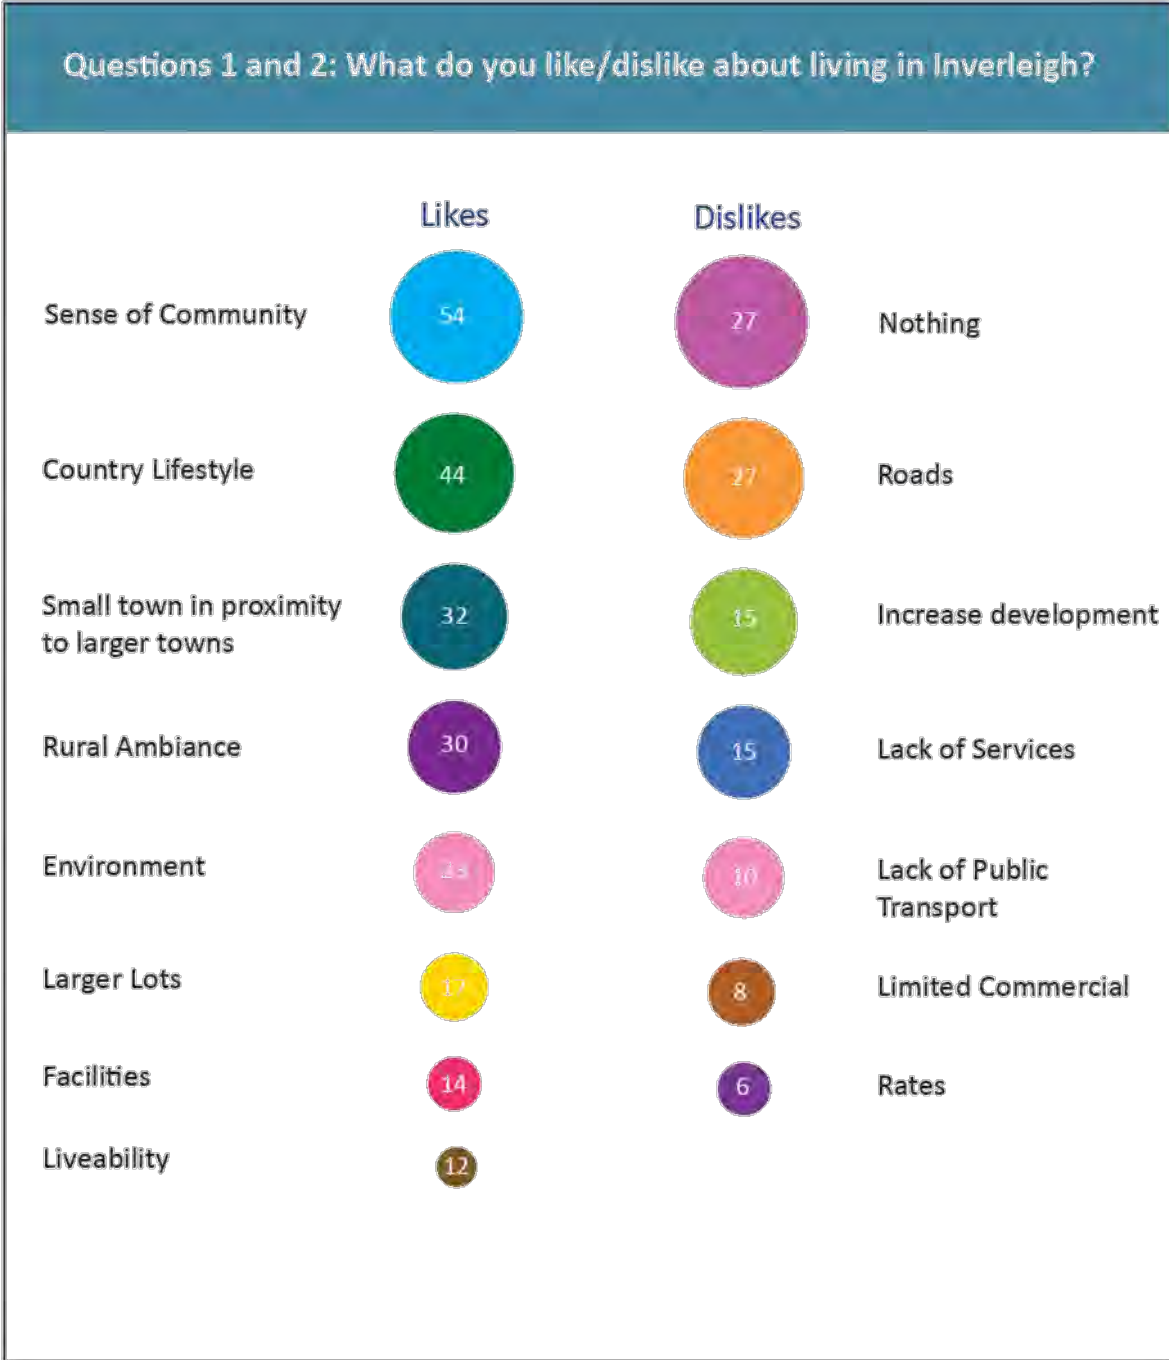 Questions 1 and 2: What do you like/dislike about living in Inverleigh?
Likes
Dislikes
Sense of Community
54
27
Nothing
Country Lifestyle
44
27
Roads
Small town in proximity
to larger towns
32
15
Increase development
Rural Ambiance
30
15
Lack of Services
Environment
23
10
Lack of Public
Transport
Larger Lots
17
8
Limited Commercial
Facilities
14
6
Rates
Liveability
12